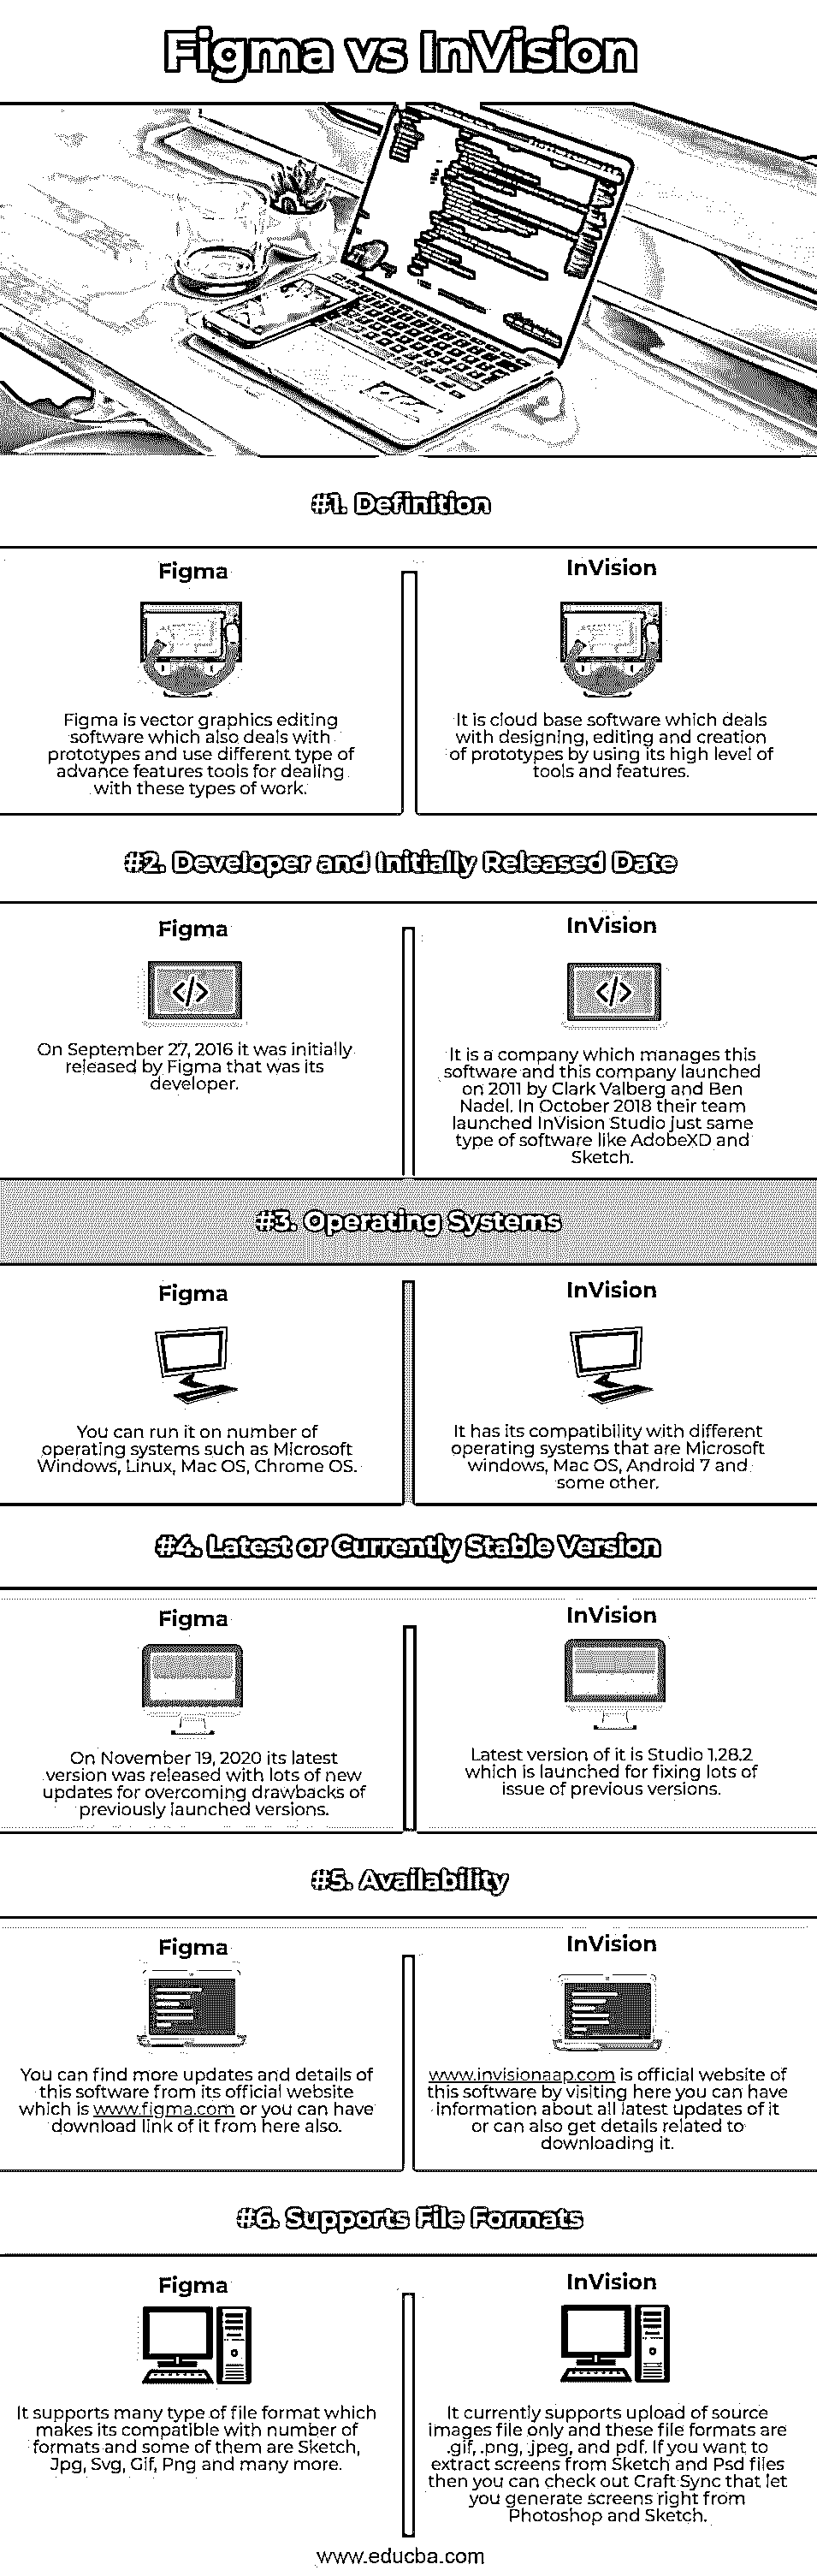 Figma vs InVision
#1. Definition
Figma
Figma is vector graphics editing
software which also deals with
prototypes and use different type of
advance features tools for dealing
with these types of work.
InVision
It is cloud base software which deals
with designing, editing and creation
of prototypes by using its high level of
tools and features.
#2. Developer and Initially Released Date
Figma
</>
On September 27, 2016 it was initially
released by Figma that was its
developer.
InVision
</>
It is a company which manages this
software and this company launched
on 2011 by Clark Valberg and Ben
Nadel. In October 2018 their team
launched InVision Studio just same
type of software like AdobeXD and
Sketch.
#3. Operating Systems
Figma
You can run it on number of
operating systems such as Microsoft
Windows, Linux, Mac OS, Chrome OS.
InVision
It has its compatibility with different
operating systems that are Microsoft
windows, Mac OS, Android 7 and
some other.
#4. Latest or Currently Stable Version
Figma
On November 19, 2020 its latest
version was released with lots of new
updates for overcoming drawbacks of
previously launched versions.
InVision
Latest version of it is Studio 1.28.2
which is launched for fixing lots of
issue of previous versions.
#5. Availability
Figma
You can find more updates and details of
this software from its official website
which is www.figma.com or you can have
download link of it from here also.
InVision
www.invisionaap.com is official website of
this software by visiting here you can have
information about all latest updates of it
or can also get details related to
downloading it.
#6. Supports File Formats
Figma
It supports many type of file format which
makes its compatible with number of
formats and some of them are Sketch,
Jpg, Svg, Gif, Png and many more.
InVision
It currently supports upload of source
images file only and these file formats are
.gif, .png, .jpeg, and pdf. If you want to
extract screens from Sketch and Psd files
then you can check out Craft Sync that let
you generate screens right from
Photoshop and Sketch.
www.educba.com